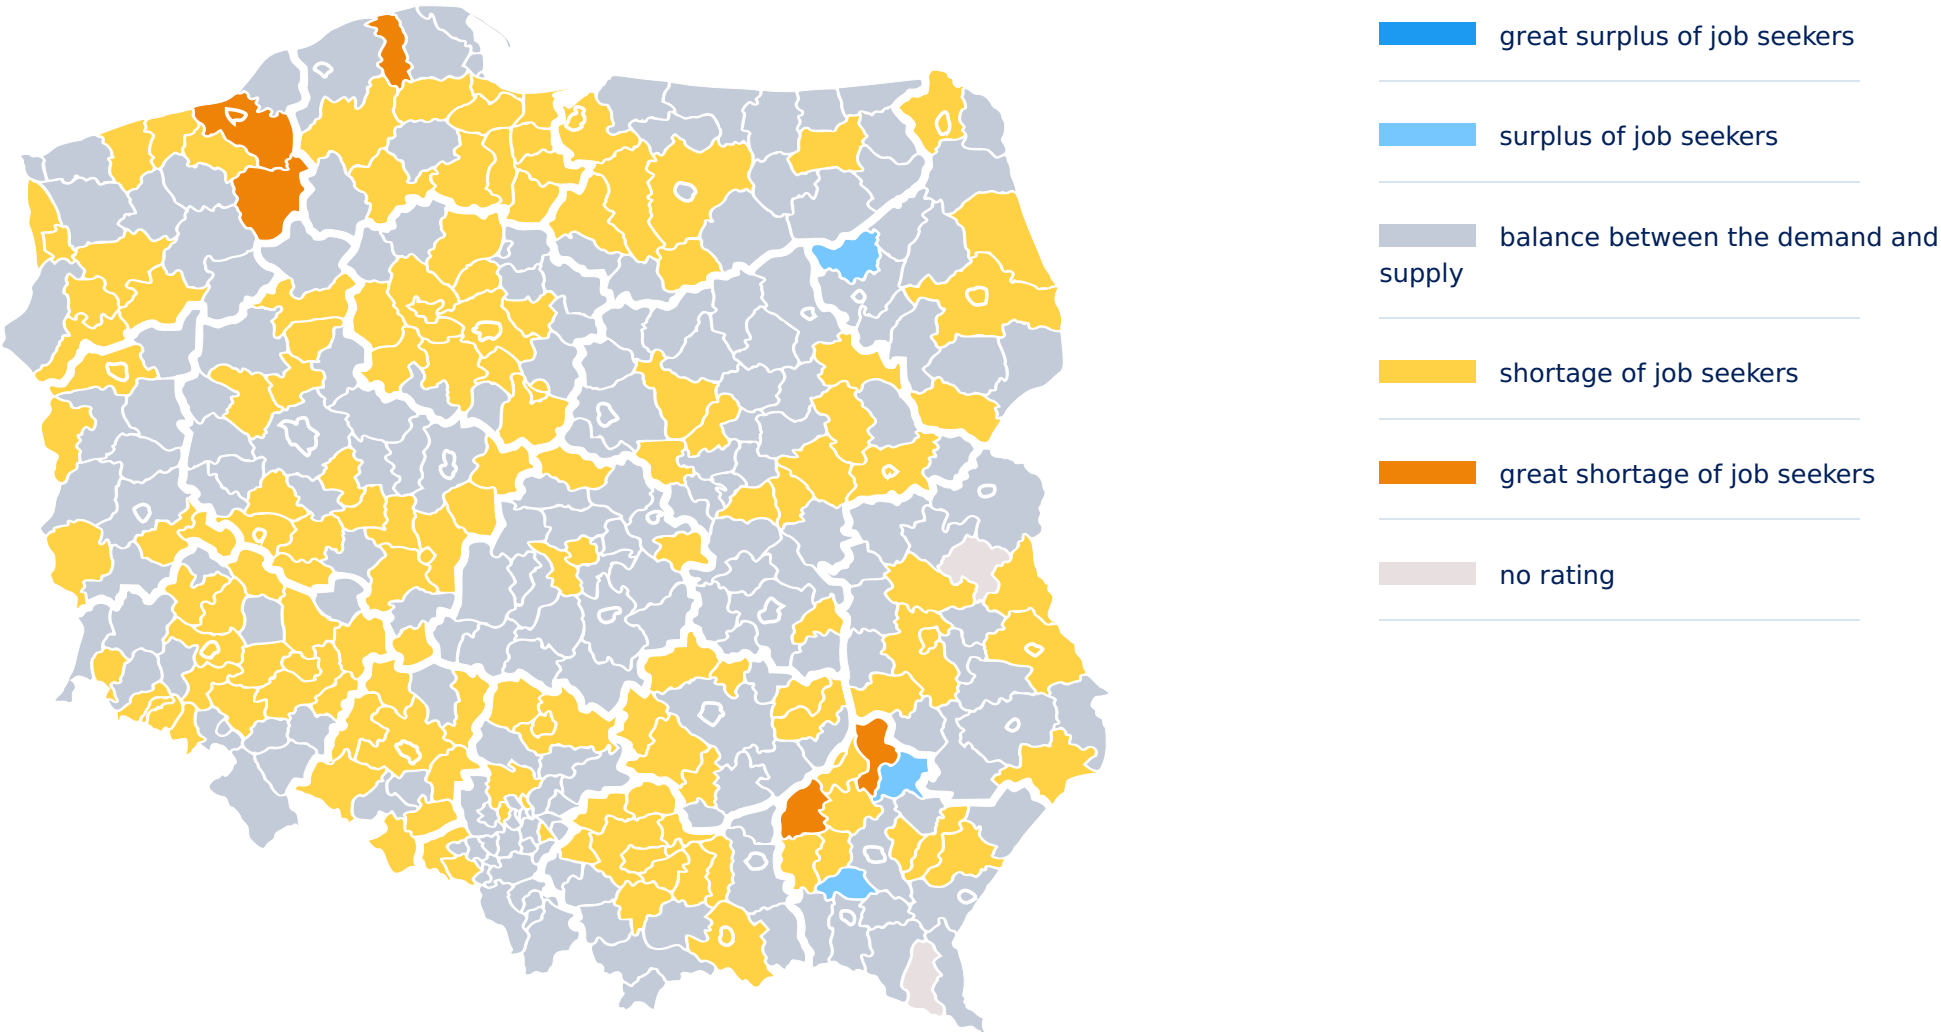 great surplus of job seekers
surplus of job seekers
balance between the demand and
supply
shortage of job seekers
great shortage of job seekers
no rating